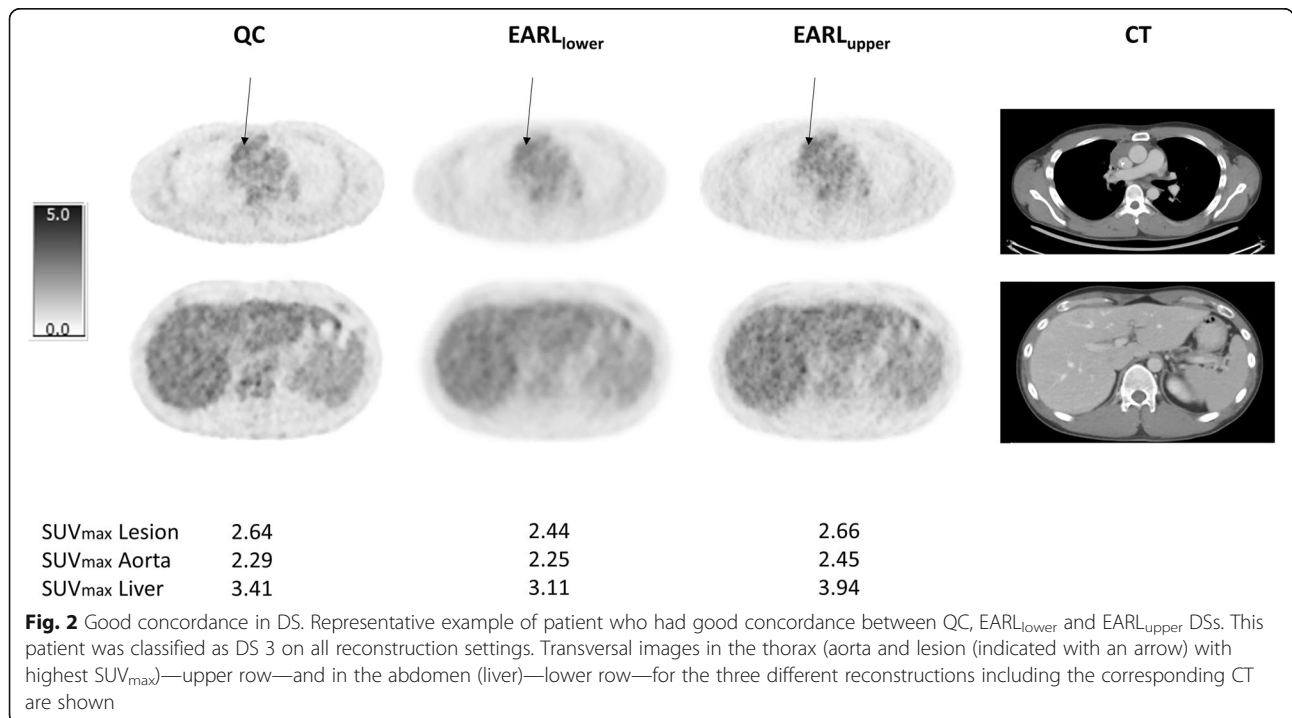 QC EARLlower EARLupper CT
5.0
0.0
SUVmax Lesion 2.64 2.44 2.66
SUVmax Aorta 2.29 2.25 2.45
SUVmax Liver 3.41 3.11 3.94
Fig. 2 Good concordance in DS. Representative example of patient who had good concordance between QC, EARLlower and EARLupper DSs. This
patient was classified as DS 3 on all reconstruction settings. Transversal images in the thorax (aorta and lesion (indicated with an arrow) with
highest SUVmax)—upper row—and in the abdomen (liver)—lower row—for the three different reconstructions including the corresponding CT
are shown